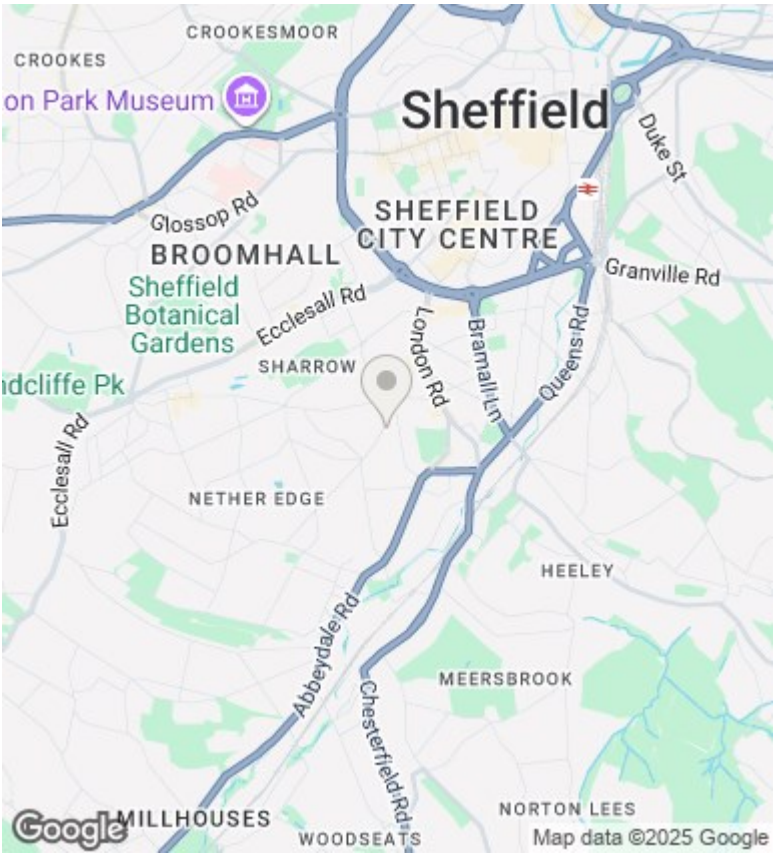 CROOKESMOOR
CROOKES
on Park Museum
Sheffield
Duke St
Glossop Rd
SHEFFIELD
CITY CENTRE
BROOMHALL
Granville Rd
Sheffield
Botanical
Gardens
Ecclesall Rd
London Rd
Bramall Ln
Queens Rd
SHARROW
ndcliffe Pk
Ecclesall Rd
NETHER EDGE
HEELEY
Abbeydale Rd
MEERSBROOK
Chesterfield Rd
Google
MILLHOUSES
NORTON LEES
WOODSEATS
Map data ©2025 Google